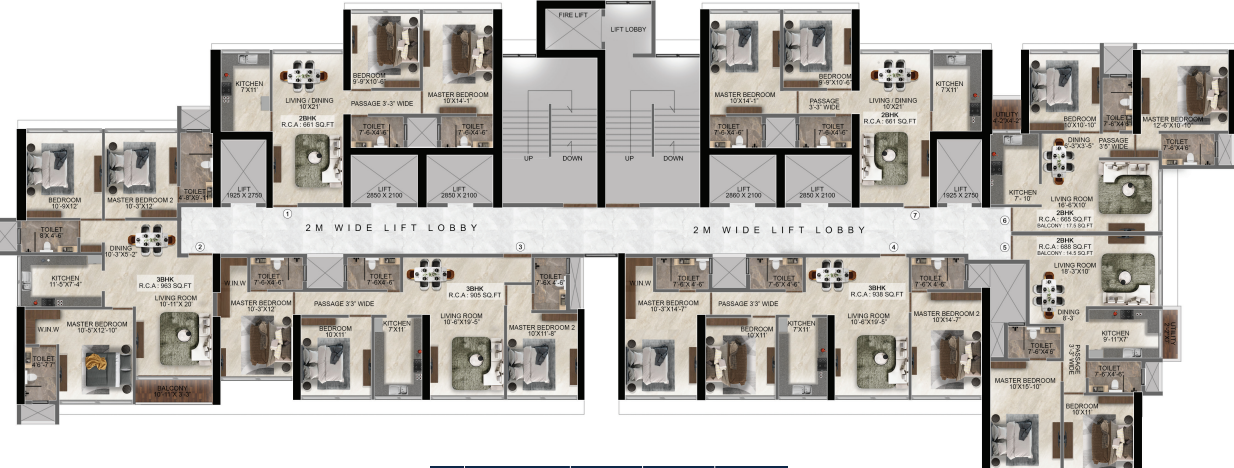 FIRE LIFT
LIFT LOBBY
KITCHEN
7'X11'
LIVING / DINING
10'X21'
2BHK
R.C.A : 661 SQ.FT
BEDROOM
9'-9"X10'-6"
MASTER BEDROOM
10'X14'-1"
PASSAGE 3'-3" WIDE
TOILET
7'-6"X4'-6"
TOILET
7'-6"X4'-6"
UP
DOWN
UP
DOWN
MASTER BEDROOM
10'X14'-1"
BEDROOM
9'-9"X10'-6"
PASSAGE
3'-3" WIDE
TOILET
7'-6"X4'-6"
TOILET
7'-6"X4'-6"
LIVING / DINING
10'X21'
2BHK
R.C.A : 661 SQ.FT
KITCHEN
7'X11'
UTILITY
BEDROOM
10'X10'-10"
TOILET
MASTER BEDROOM
12'-6"X10'-10"
TOILET
7'-6"X4'6"
DINING
6'-3"X3'-5"
PASSAGE
3'5" WIDE
KITCHEN
7'- 10'
LIVING ROOM
16'-6"X10'
2BHK
R.C.A : 665 SQ.FT
BALCONY : 17.5 SQ.FT
BEDROOM
10'-9X12'
MASTER BEDROOM 2
10'-3"X12'
TOILET
4'-8"X9'-11"
LIFT
1925 X 2750
LIFT
2850 X 2100
LIFT
2850 X 2100
LIFT
2860 X 2100
LIFT
2850 X 2100
LIFT
1925 X 2750
1
2
2M WIDE LIFT LOBBY
3
2M WIDE LIFT LOBBY
4
7
6
5
TOILET
8'X 4'-6"
DINING
10'-3"X5'-2"
KITCHEN
11'-5"X7'-4"
3BHK
R.C.A : 963 SQ.FT
LIVING ROOM
10'-11"X 20'
W.IN.W
MASTER BEDROOM
10'-5"X12'-10"
TOILET
4'6"-7'7"
BALCONY
10'-11"X 3'-3"
W.IN.W
TOILET
7'-6"X4'-6"
TOILET
7'-6"X4'-6"
MASTER BEDROOM
10'-3"X12'
PASSAGE 3'3" WIDE
BEDROOM
10'X11'
KITCHEN
7'X11'
3BHK
R.C.A : 905 SQ.FT
LIVING ROOM
10'-6"X19'-5"
TOILET
7'-6"X 4'-6"
MASTER BEDROOM 2
10'X11'-8"
W.IN.W
TOILET
7'-6"X 4'-6"
TOILET
7'-6"X4'-6"
MASTER BEDROOM
10'-3"X14'-7"
PASSAGE 3'3" WIDE
BEDROOM
10'X11'
KITCHEN
7'X11'
3BHK
R.C.A : 938 SQ.FT
LIVING ROOM
10'-6"X19'-5"
TOILET
7'-6"X4'-6"
MASTER BEDROOM 2
10'X14'-7"
2BHK
R.C.A : 688 SQ.FT
BALCONY : 14.5 SQ.FT
LIVING ROOM
18'-3"X10'
DINING
8'-3'
KITCHEN
9'-11"X7'
UTILITY
TOILET
7'-6"X4'6"
PASSAGE
3'-3" WIDE
TOILET
7'-6"X4'-6"
MASTER BEDROOM
10'X15'-10"
BEDROOM
10'X11'